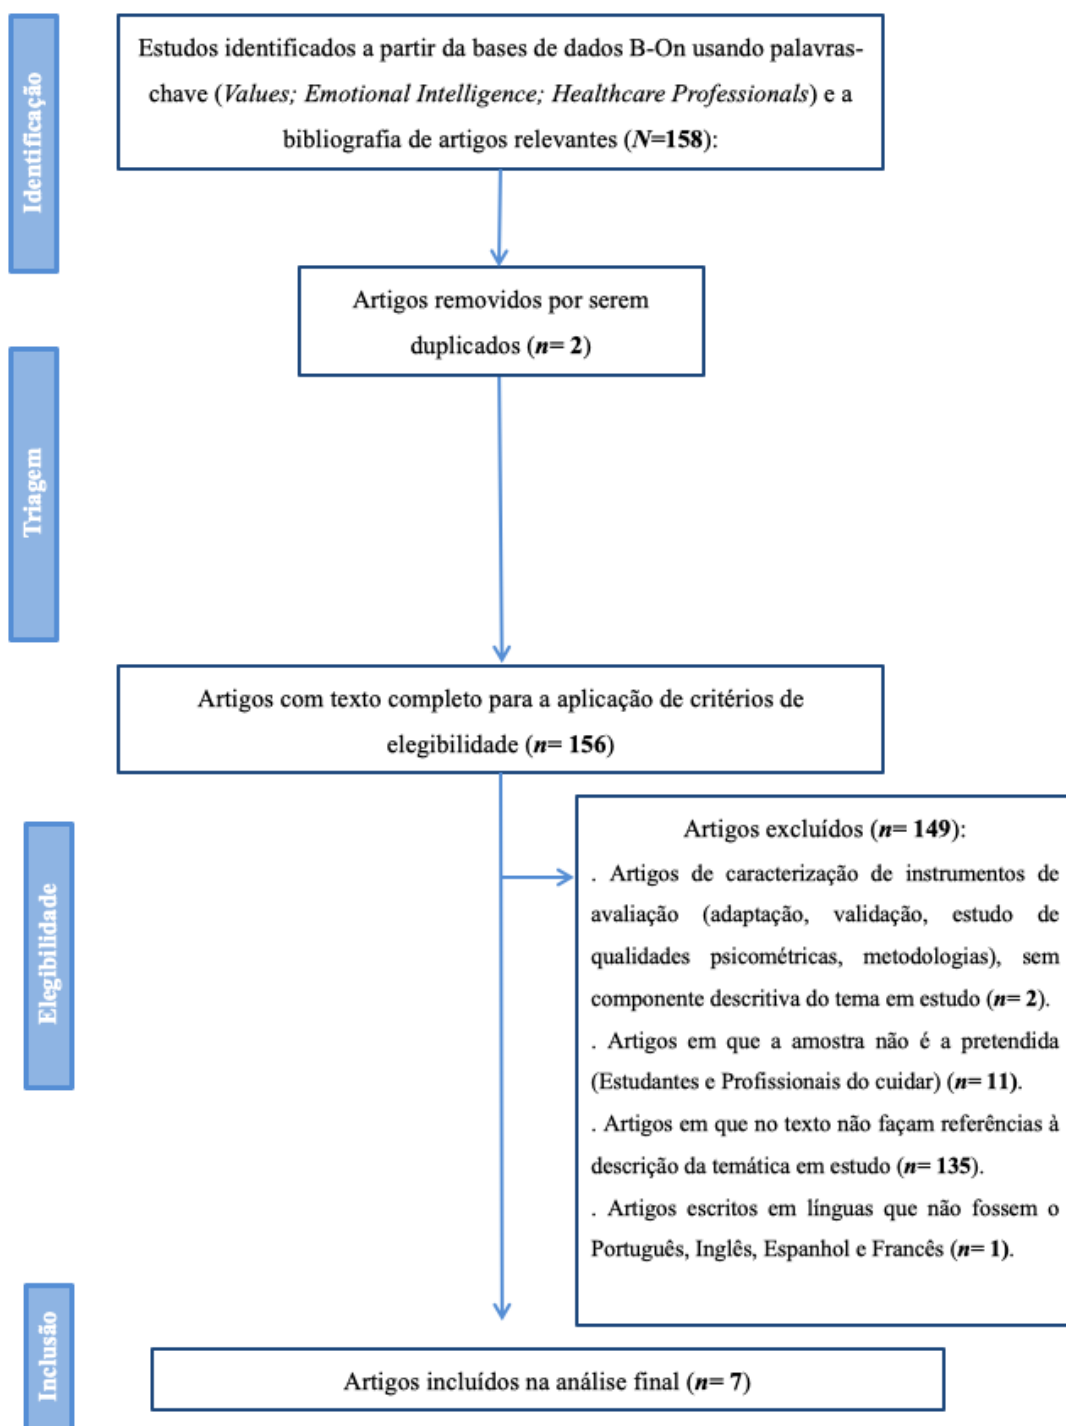 Identificação
Estudos identificados a partir da bases de dados B-On usando palavras-
chave (Values; Emotional Intelligence; Healthcare Professionals) e a
bibliografia de artigos relevantes (N=158):
Artigos removidos por serem
duplicados (n= 2)
Triagem
Artigos com texto completo para a aplicação de critérios de
elegibilidade (n= 156)
Elegibilidade
Artigos excluídos (n= 149):
. Artigos de caracterização de instrumentos de
avaliação (adaptação, validação, estudo de
qualidades psicométricas, metodologias), sem
componente descritiva do tema em estudo (n= 2).
. Artigos em que a amostra não é a pretendida
(Estudantes e Profissionais do cuidar) (n= 11).
. Artigos em que no texto não façam referências à
descrição da temática em estudo (n= 135).
. Artigos escritos em línguas que não fossem o
Português, Inglês, Espanhol e Francês (n= 1).
Inclusão
Artigos incluídos na análise final (n= 7)